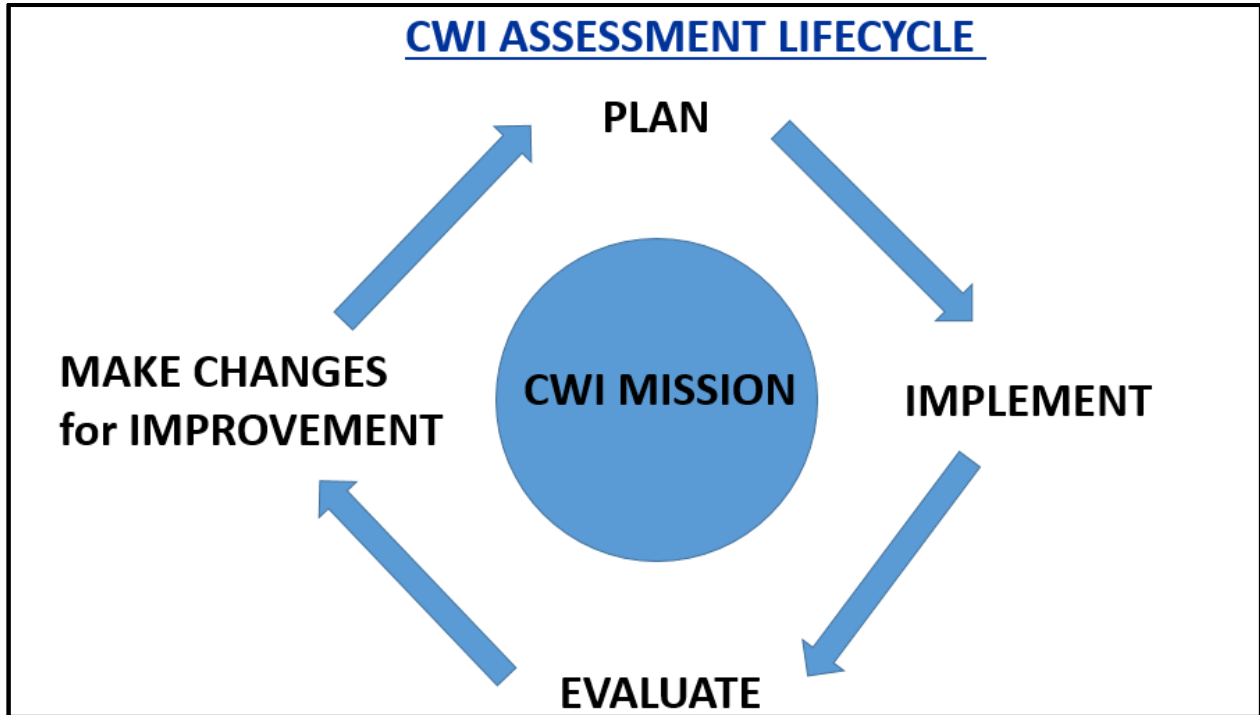 CWI ASSESSMENT LIFECYCLE
PLAN
MAKE CHANGES
for IMPROVEMENT
CWI MISSION
IMPLEMENT
EVALUATE